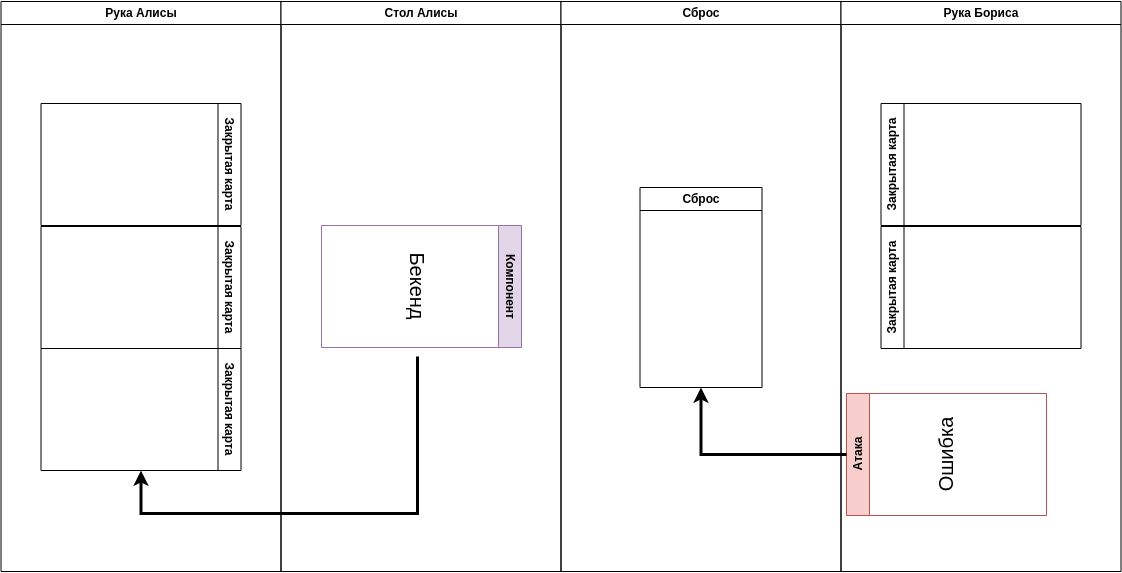 Рука Алисы
Стол Алисы
Сброс
Рука Бориса
Закрытая карта
Закрытая карта
Закрытая карта
Бекенд
Компонент
Сброс
Закрытая карта
Закрытая карта
Атака
Ошибка